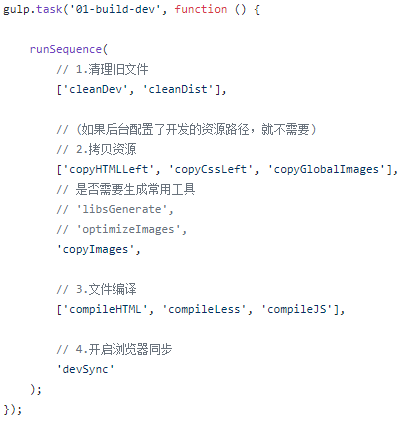 gulp.task('01-build-dev', function () {
runSequence(
// 1.清理旧文件
['cleanDev', 'cleanDist'],
// (如果后台配置了开发的资源路径，就不需要)
// 2.拷贝资源
['copyHTMLLeft', 'copyCssLeft', 'copyGlobalImages'],
// 是否需要生成常用工具
// 'libsGenerate',
// 'optimizeImages',
'copyImages',
// 3.文件编译
['compileHTML', 'compileLess', 'compileJS'],
// 4.开启浏览器同步
'devSync'
);
});